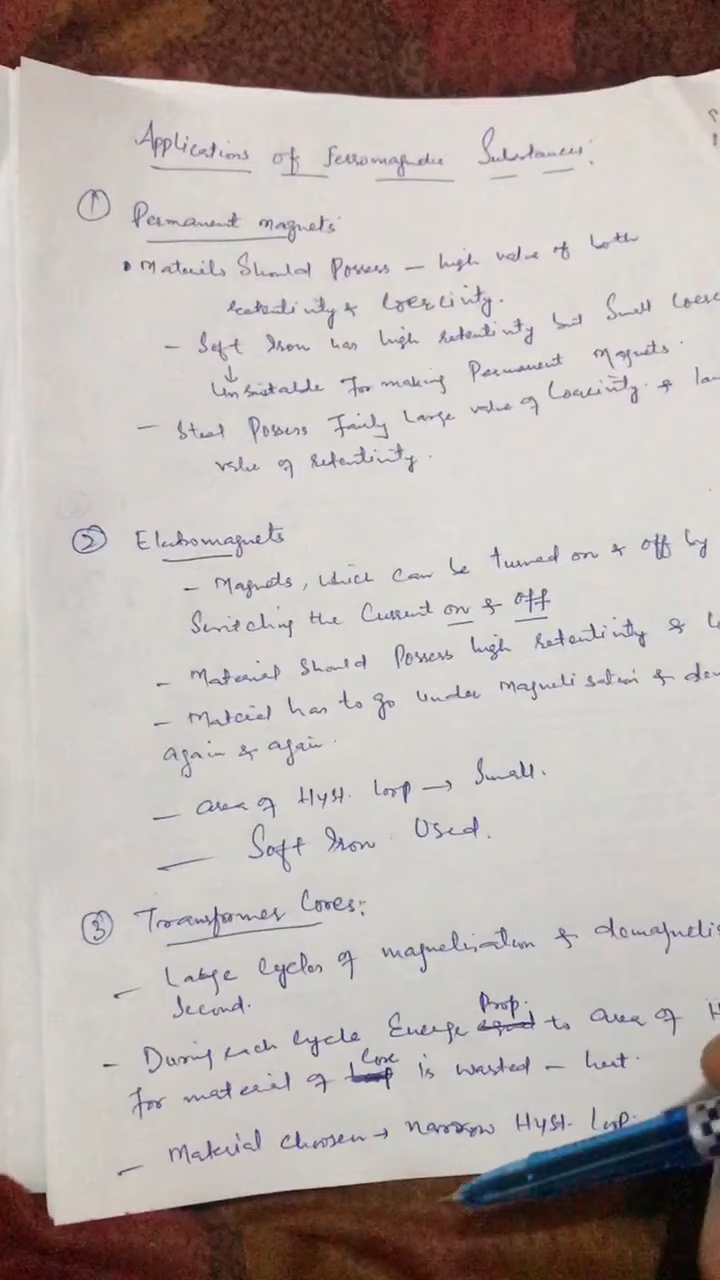 Applications of Ferromagnetic Substances:
① Permanent magnets
• Materials Should Possess – high value of both
retentivity & Coercivity.
– Soft Iron has high retentivity but Small Coerc
↓
Unsuitable For making Permanent Magnets.
– Steel Possess Fairly Large value of Coercivity & la
value of retentivity.
② Electromagnets
– Magnets, which can be turned on & off by
Switching the Current on & off
– Material Should Possess high retentivity & L
– Material has to go under magnetisation & dem
again & again.
– area of Hyst. loop → Small.
– Soft Iron Used.
③ Transformer Cores:
– Large Cycles of magnetisation & demagnetis
Second.
– During each Cycle Energy Prop. to area of H
For material of Core is wasted – heat.
– Material choosen → narrow Hyst. Loop.